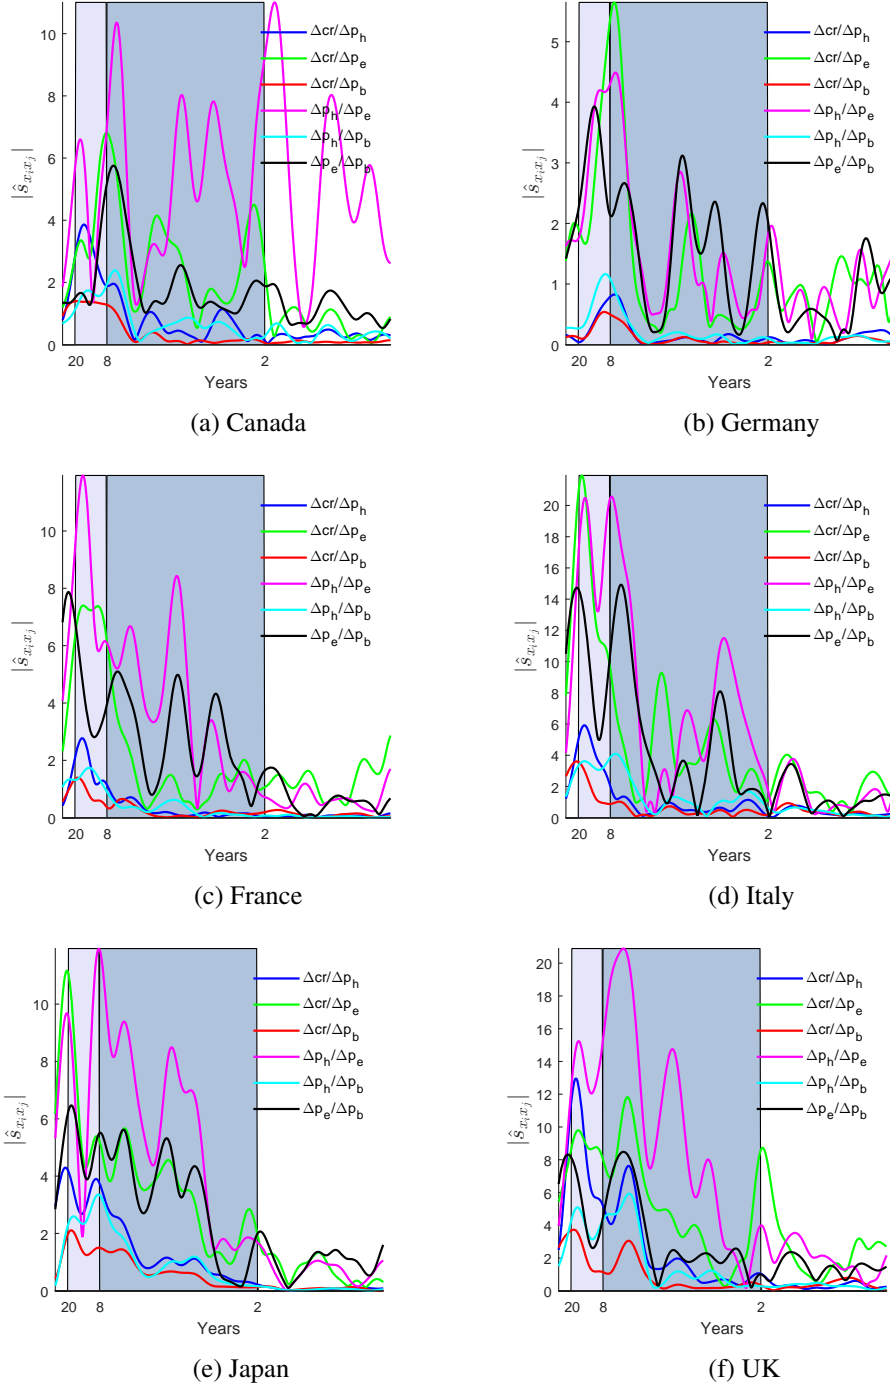 10
8
6
4
2
0
|ŝ_{x_i x_j}|
Δcr/Δp_h
Δcr/Δp_e
Δcr/Δp_b
Δp_h/Δp_e
Δp_h/Δp_b
Δp_e/Δp_b
20 8 2
Years
(a) Canada
5
4
3
2
1
0
|ŝ_{x_i x_j}|
Δcr/Δp_h
Δcr/Δp_e
Δcr/Δp_b
Δp_h/Δp_e
Δp_h/Δp_b
Δp_e/Δp_b
20 8 2
Years
(b) Germany
10
8
6
4
2
0
|ŝ_{x_i x_j}|
Δcr/Δp_h
Δcr/Δp_e
Δcr/Δp_b
Δp_h/Δp_e
Δp_h/Δp_b
Δp_e/Δp_b
20 8 2
Years
(c) France
20
18
16
14
12
10
8
6
4
2
0
|ŝ_{x_i x_j}|
Δcr/Δp_h
Δcr/Δp_e
Δcr/Δp_b
Δp_h/Δp_e
Δp_h/Δp_b
Δp_e/Δp_b
20 8 2
Years
(d) Italy
10
8
6
4
2
0
|ŝ_{x_i x_j}|
Δcr/Δp_h
Δcr/Δp_e
Δcr/Δp_b
Δp_h/Δp_e
Δp_h/Δp_b
Δp_e/Δp_b
20 8 2
Years
(e) Japan
20
18
16
14
12
10
8
6
4
2
0
|ŝ_{x_i x_j}|
Δcr/Δp_h
Δcr/Δp_e
Δcr/Δp_b
Δp_h/Δp_e
Δp_h/Δp_b
Δp_e/Δp_b
20 8 2
Years
(f) UK